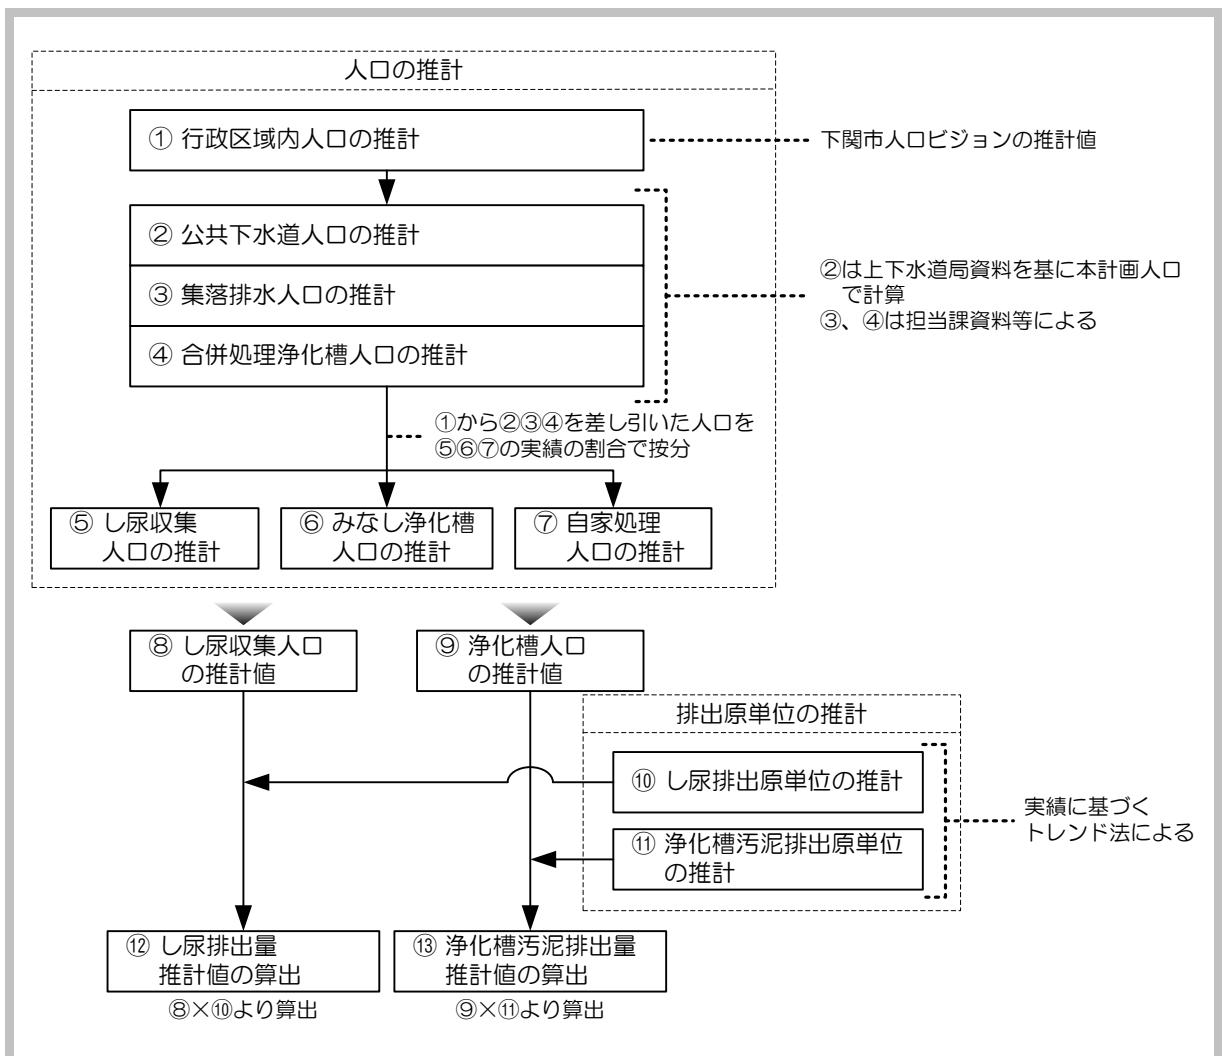 人口の推計
① 行政区域内人口の推計
下関市人口ビジョンの推計値
② 公共下水道人口の推計
③ 集落排水人口の推計
④ 合併処理浄化槽人口の推計
②は上下水道局資料を基に本計画人口
で計算
③、④は担当課資料等による
①から②③④を差し引いた人口を
⑤⑥⑦の実績の割合で按分
⑤ し尿収集
人口の推計
⑥ みなし浄化槽
人口の推計
⑦ 自家処理
人口の推計
⑧ し尿収集人口
の推計値
⑨ 浄化槽人口
の推計値
排出原単位の推計
⑩ し尿排出原単位の推計
⑪ 浄化槽汚泥排出原単位
の推計
実績に基づく
トレンド法による
⑫ し尿排出量
推計値の算出
⑧×⑩より算出
⑬ 浄化槽汚泥排出量
推計値の算出
⑨×⑪より算出